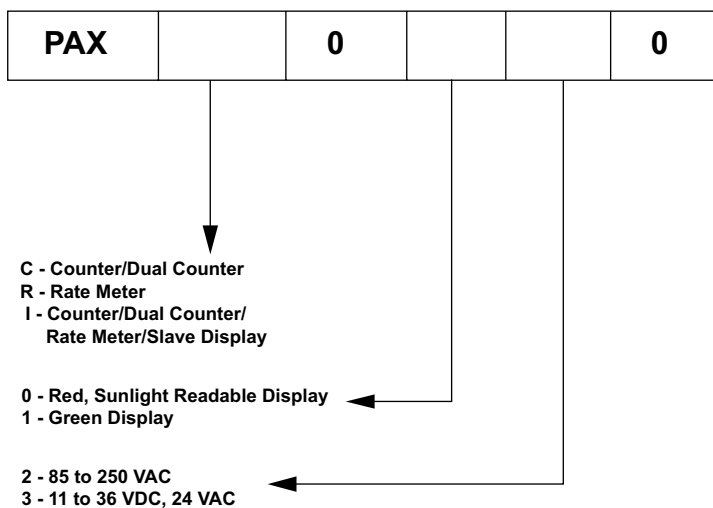 PAX 0 0
C - Counter/Dual Counter
R - Rate Meter
I - Counter/Dual Counter/
Rate Meter/Slave Display
0 - Red, Sunlight Readable Display
1 - Green Display
2 - 85 to 250 VAC
3 - 11 to 36 VDC, 24 VAC